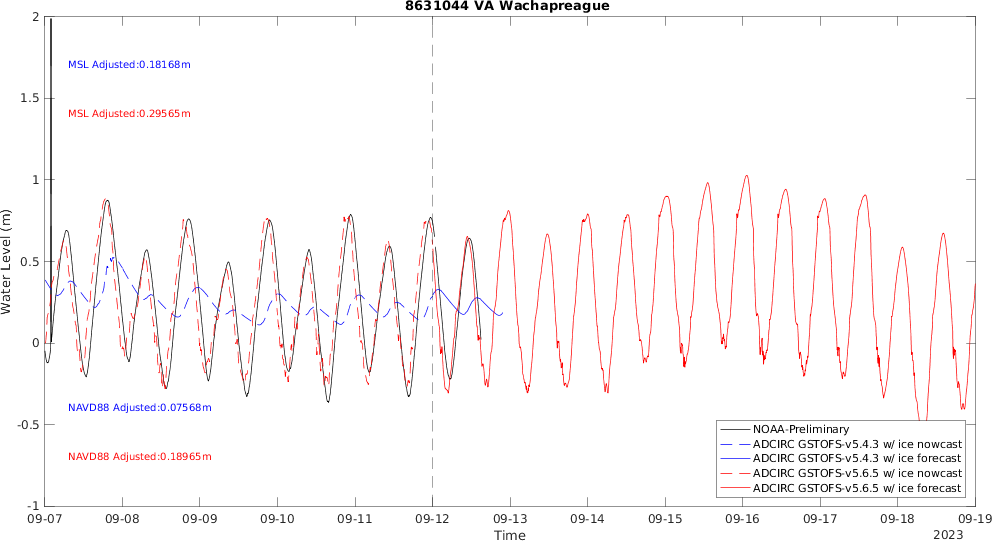 8631044 VA Wachapreague
2
MSL Adjusted:0.18168m
1.5
MSL Adjusted:0.29565m
1
Water Level (m)
0.5
0
NAVD88 Adjusted:0.07568m
-0.5
NAVD88 Adjusted:0.18965m
-1
NOAA-Preliminary
ADCIRC GSTOFS-v5.4.3 w/ ice nowcast
ADCIRC GSTOFS-v5.4.3 w/ ice forecast
ADCIRC GSTOFS-v5.6.5 w/ ice nowcast
ADCIRC GSTOFS-v5.6.5 w/ ice forecast
09-07 09-08 09-09 09-10 09-11 09-12 09-13 09-14 09-15 09-16 09-17 09-18 09-19
Time
2023